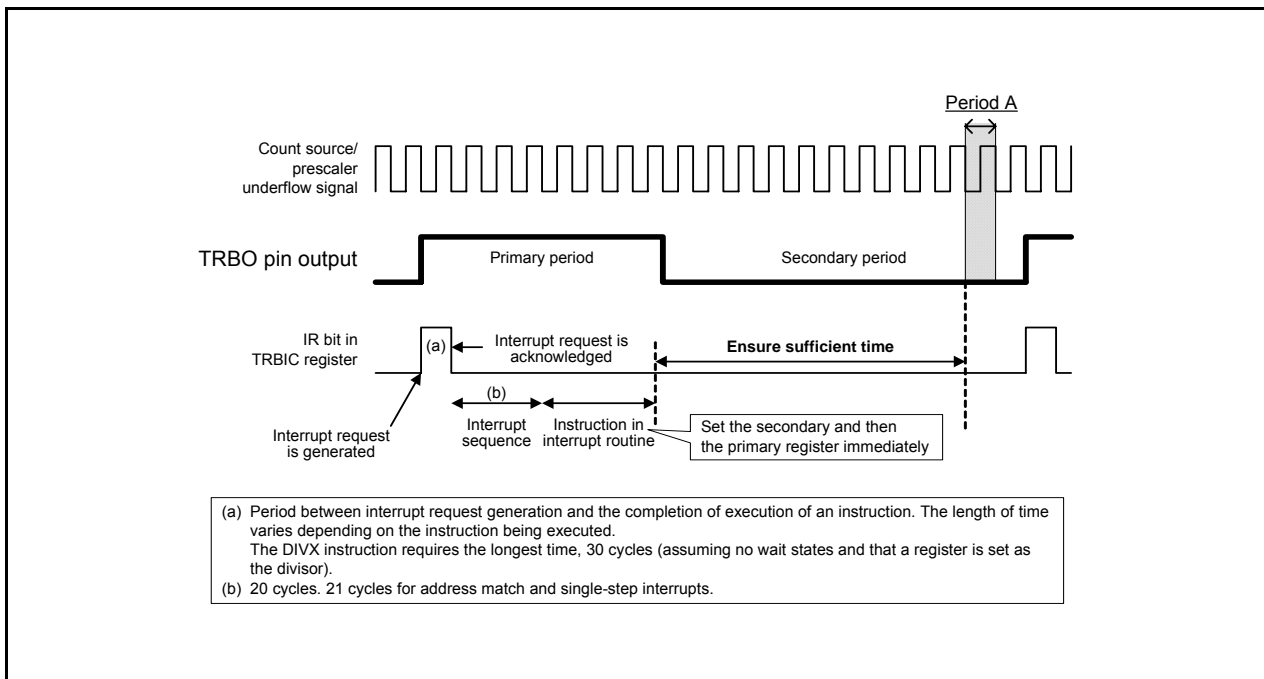 Period A
Count source/
prescaler
underflow signal
TRBO pin output
Primary period
Secondary period
IR bit in
TRBIC register
(a)
Interrupt request is
acknowledged
Ensure sufficient time
(b)
Interrupt request
is generated
Interrupt
sequence
Instruction in
interrupt routine
Set the secondary and then
the primary register immediately
(a) Period between interrupt request generation and the completion of execution of an instruction. The length of time
varies depending on the instruction being executed.
The DIVX instruction requires the longest time, 30 cycles (assuming no wait states and that a register is set as
the divisor).
(b) 20 cycles. 21 cycles for address match and single-step interrupts.